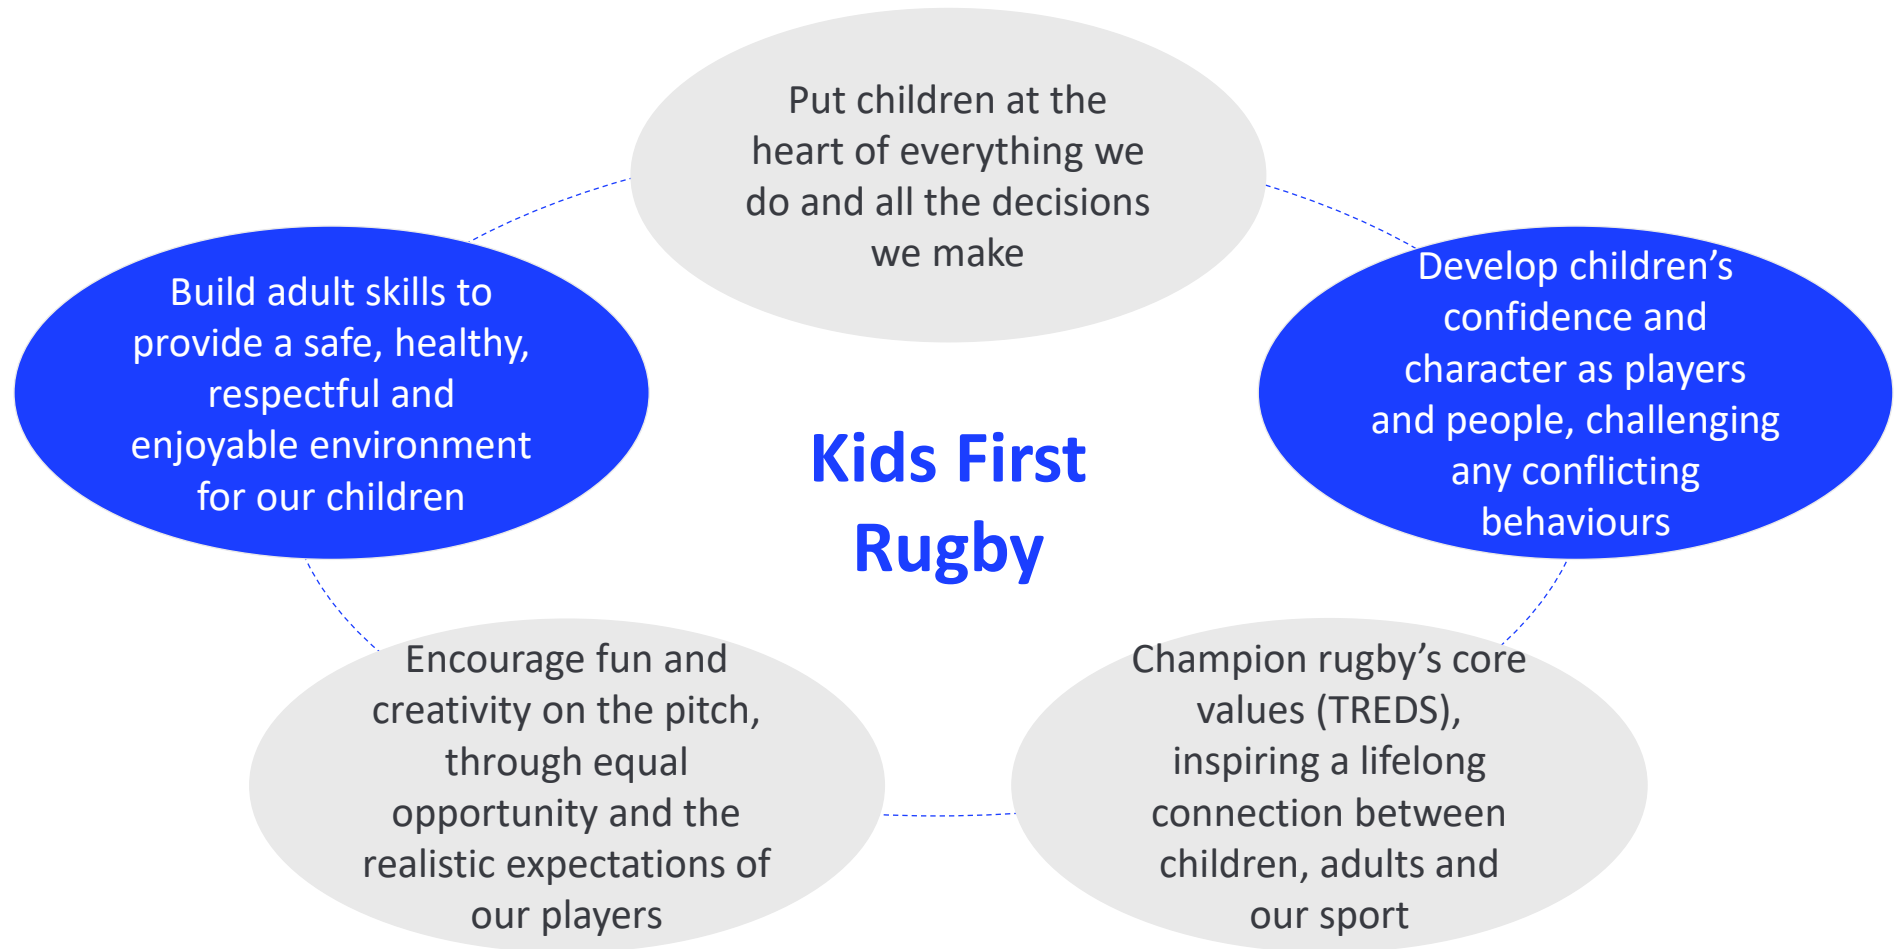 Put children at the
heart of everything we
do and all the decisions
we make
Develop children’s
confidence and
character as players
and people, challenging
any conflicting
behaviours
Champion rugby’s core
values (TREDS),
inspiring a lifelong
connection between
children, adults and
our sport
Encourage fun and
creativity on the pitch,
through equal
opportunity and the
realistic expectations of
our players
Build adult skills to
provide a safe, healthy,
respectful and
enjoyable environment
for our children
Kids First
Rugby